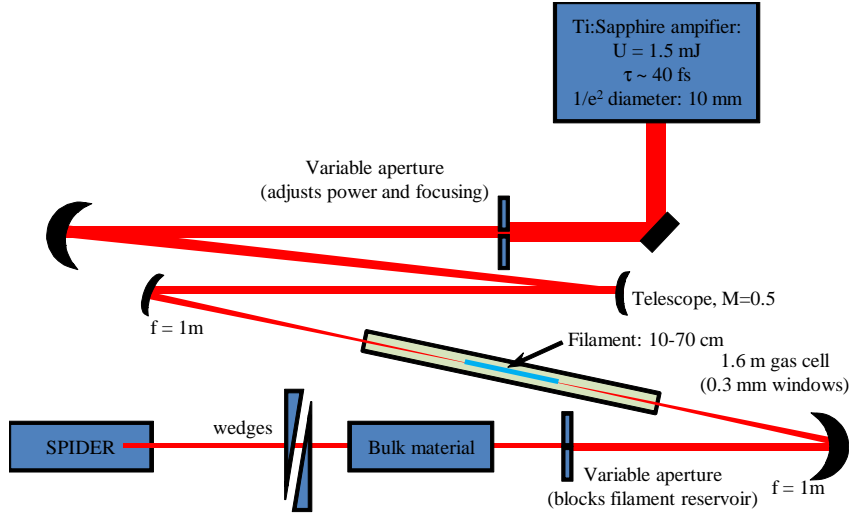 Ti:Sapphire ampifier:
U = 1.5 mJ
τ ~ 40 fs
1/e² diameter: 10 mm
Variable aperture
(adjusts power and focusing)
Telescope, M=0.5
f = 1m
Filament: 10-70 cm
1.6 m gas cell
(0.3 mm windows)
SPIDER
wedges
Bulk material
Variable aperture
(blocks filament reservoir)
f = 1m